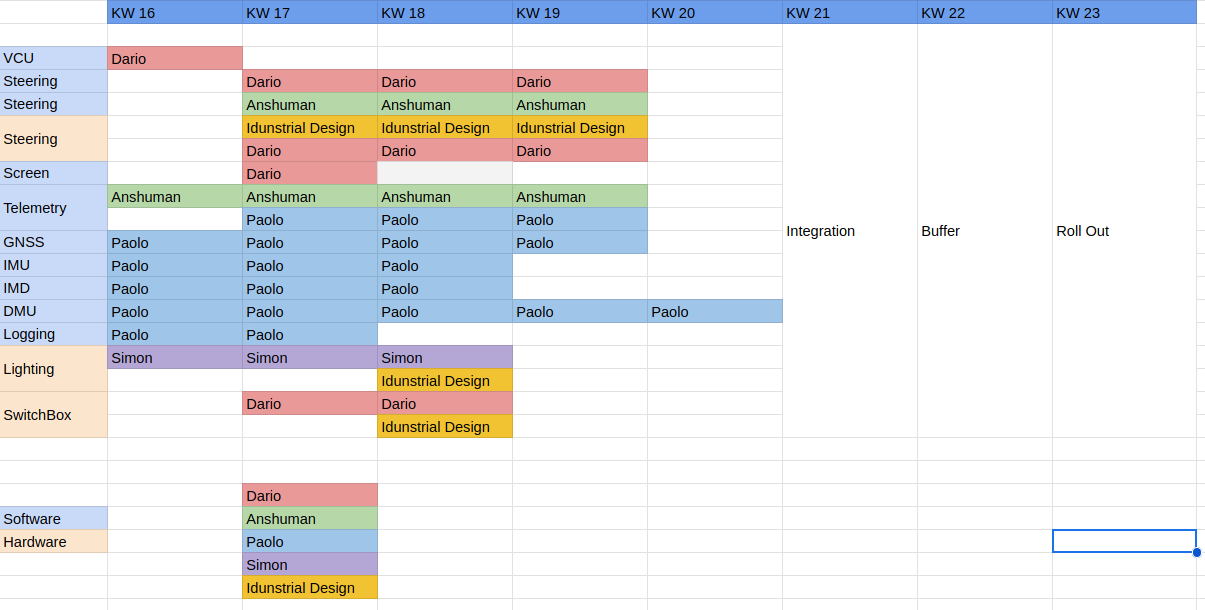 KW 16 KW 17 KW 18 KW 19 KW 20 KW 21 KW 22 KW 23
VCU Dario
Steering Dario Dario Dario
Steering Anshuman Anshuman Anshuman
Steering Idunstrial Design Idunstrial Design Idunstrial Design
Dario Dario Dario
Screen Dario
Telemetry Anshuman Anshuman Anshuman Anshuman
Paolo Paolo Paolo
GNSS Paolo Paolo Paolo Paolo Integration Buffer Roll Out
IMU Paolo Paolo Paolo
IMD Paolo Paolo Paolo
DMU Paolo Paolo Paolo Paolo Paolo
Logging Paolo Paolo
Lighting Simon Simon Simon
Idunstrial Design
SwitchBox Dario Dario
Idunstrial Design
Dario
Software Anshuman
Hardware Paolo
Simon
Idunstrial Design